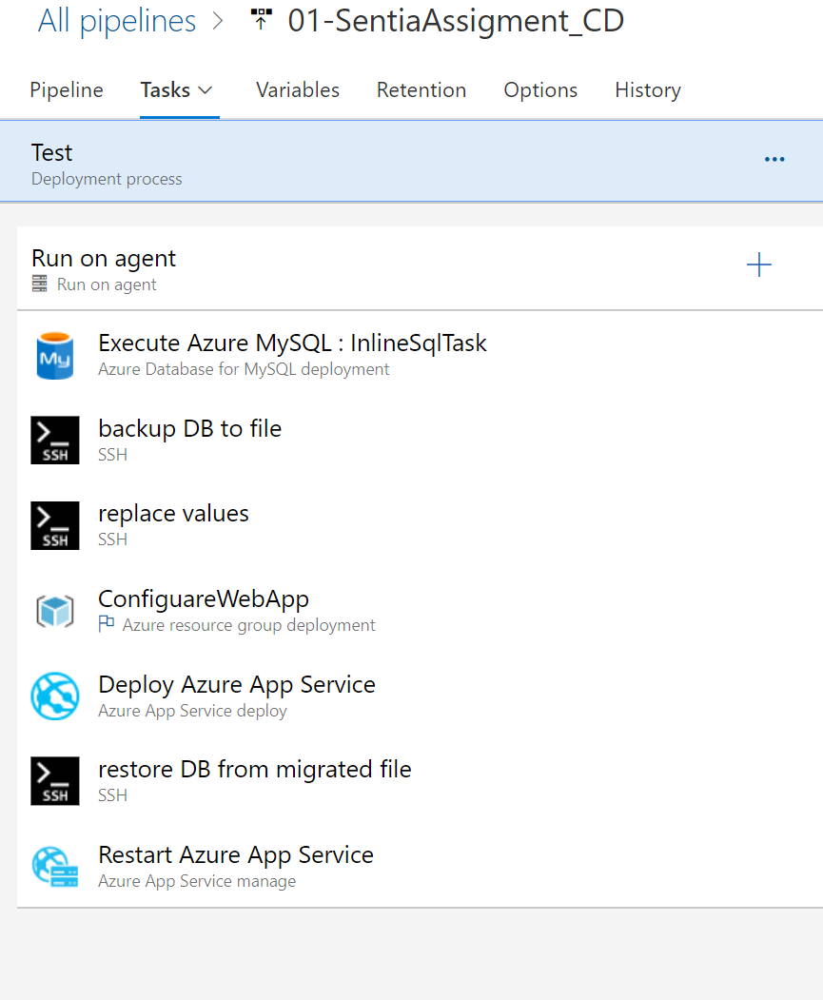 All pipelines > 01-SentiaAssigment_CD
Pipeline Tasks Variables Retention Options History
Test
Deployment process
...
Run on agent
Run on agent
Execute Azure MySQL : InlineSqlTask
My
Azure Database for MySQL deployment
backup DB to file
SSH
SSH
replace values
SSH
SSH
ConfiguareWebApp
Azure resource group deployment
Deploy Azure App Service
Azure App Service deploy
restore DB from migrated file
SSH
SSH
Restart Azure App Service
Azure App Service manage